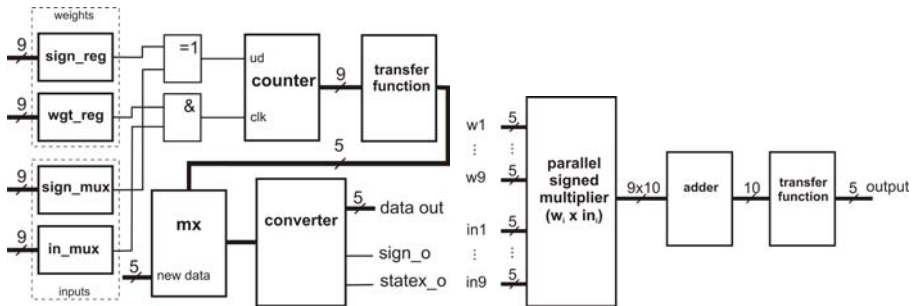 weights
9
sign_reg
9
wgt_reg
9
sign_mux
9
in_mux
inputs
=1
&
ud
counter
clk
9
transfer
function
5
mx
new data
5
converter
5
data out
sign_o
statex_o
w1
5
w9
5
in1
5
in9
5
parallel
signed
multiplier
(wi x ini)
9x10
adder
10
transfer
function
5
output